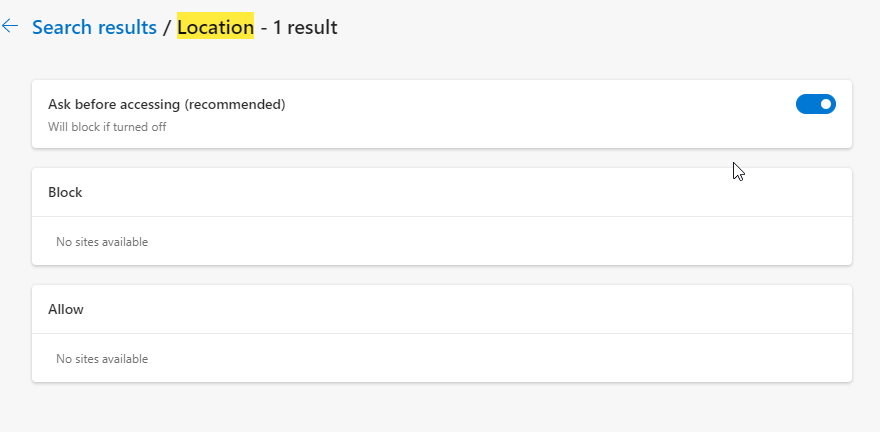 Search results / Location - 1 result
Ask before accessing (recommended)
Will block if turned off
Block
No sites available
Allow
No sites available